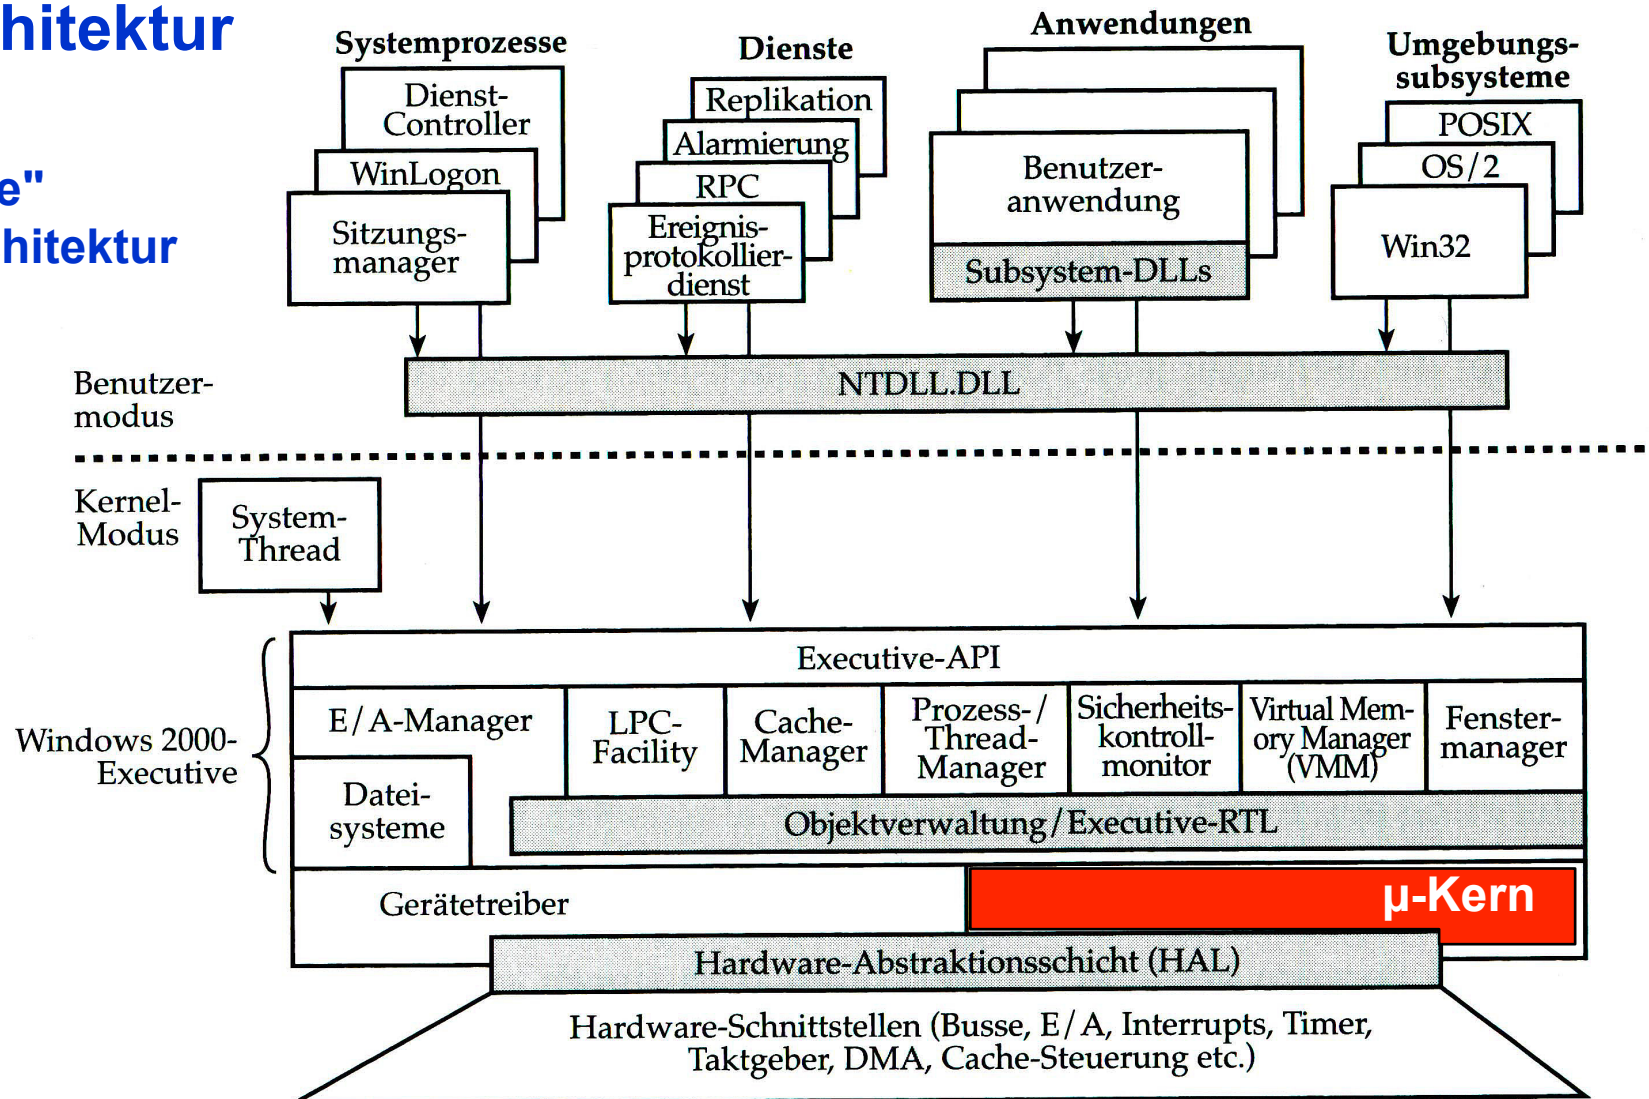 hitektur
e"
hitektur
Systemprozesse
Dienst-
Controller
WinLogon
Sitzungs-
manager
Dienste
Replikation
Alarmierung
RPC
Ereignis-
protokollier-
dienst
Anwendungen
Benutzer-
anwendung
Subsystem-DLLs
Umgebungs-
subsysteme
POSIX
OS/2
Win32
NTDLL.DLL
Benutzer-
modus
Kernel-
Modus
System-
Thread
Windows 2000-
Executive
Executive-API
E/A-Manager
Datei-
systeme
LPC-
Facility
Cache-
Manager
Prozess-/
Thread-
Manager
Sicherheits-
kontroll-
monitor
Virtual Mem-
ory Manager
(VMM)
Fenster-
manager
Objektverwaltung/Executive-RTL
Gerätetreiber
µ-Kern
Hardware-Abstraktionsschicht (HAL)
Hardware-Schnittstellen (Busse, E/A, Interrupts, Timer,
Taktgeber, DMA, Cache-Steuerung etc.)